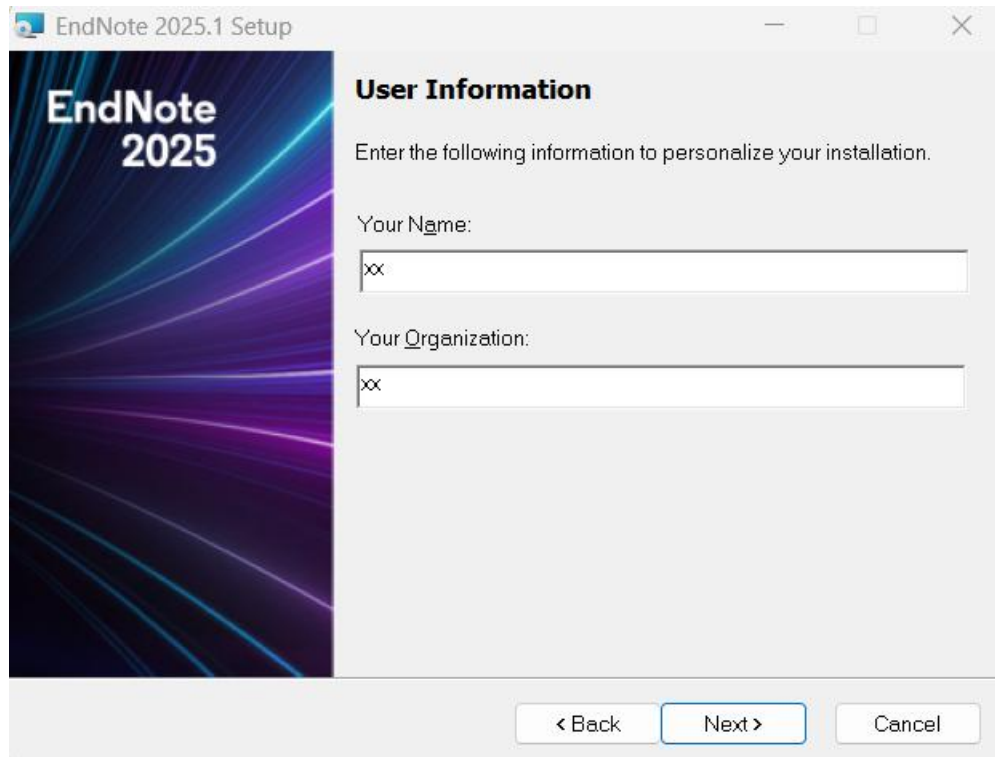 EndNote 2025.1 Setup
EndNote
2025
User Information
Enter the following information to personalize your installation.
Your Name:
xx
Your Organization:
xx
< Back Next > Cancel